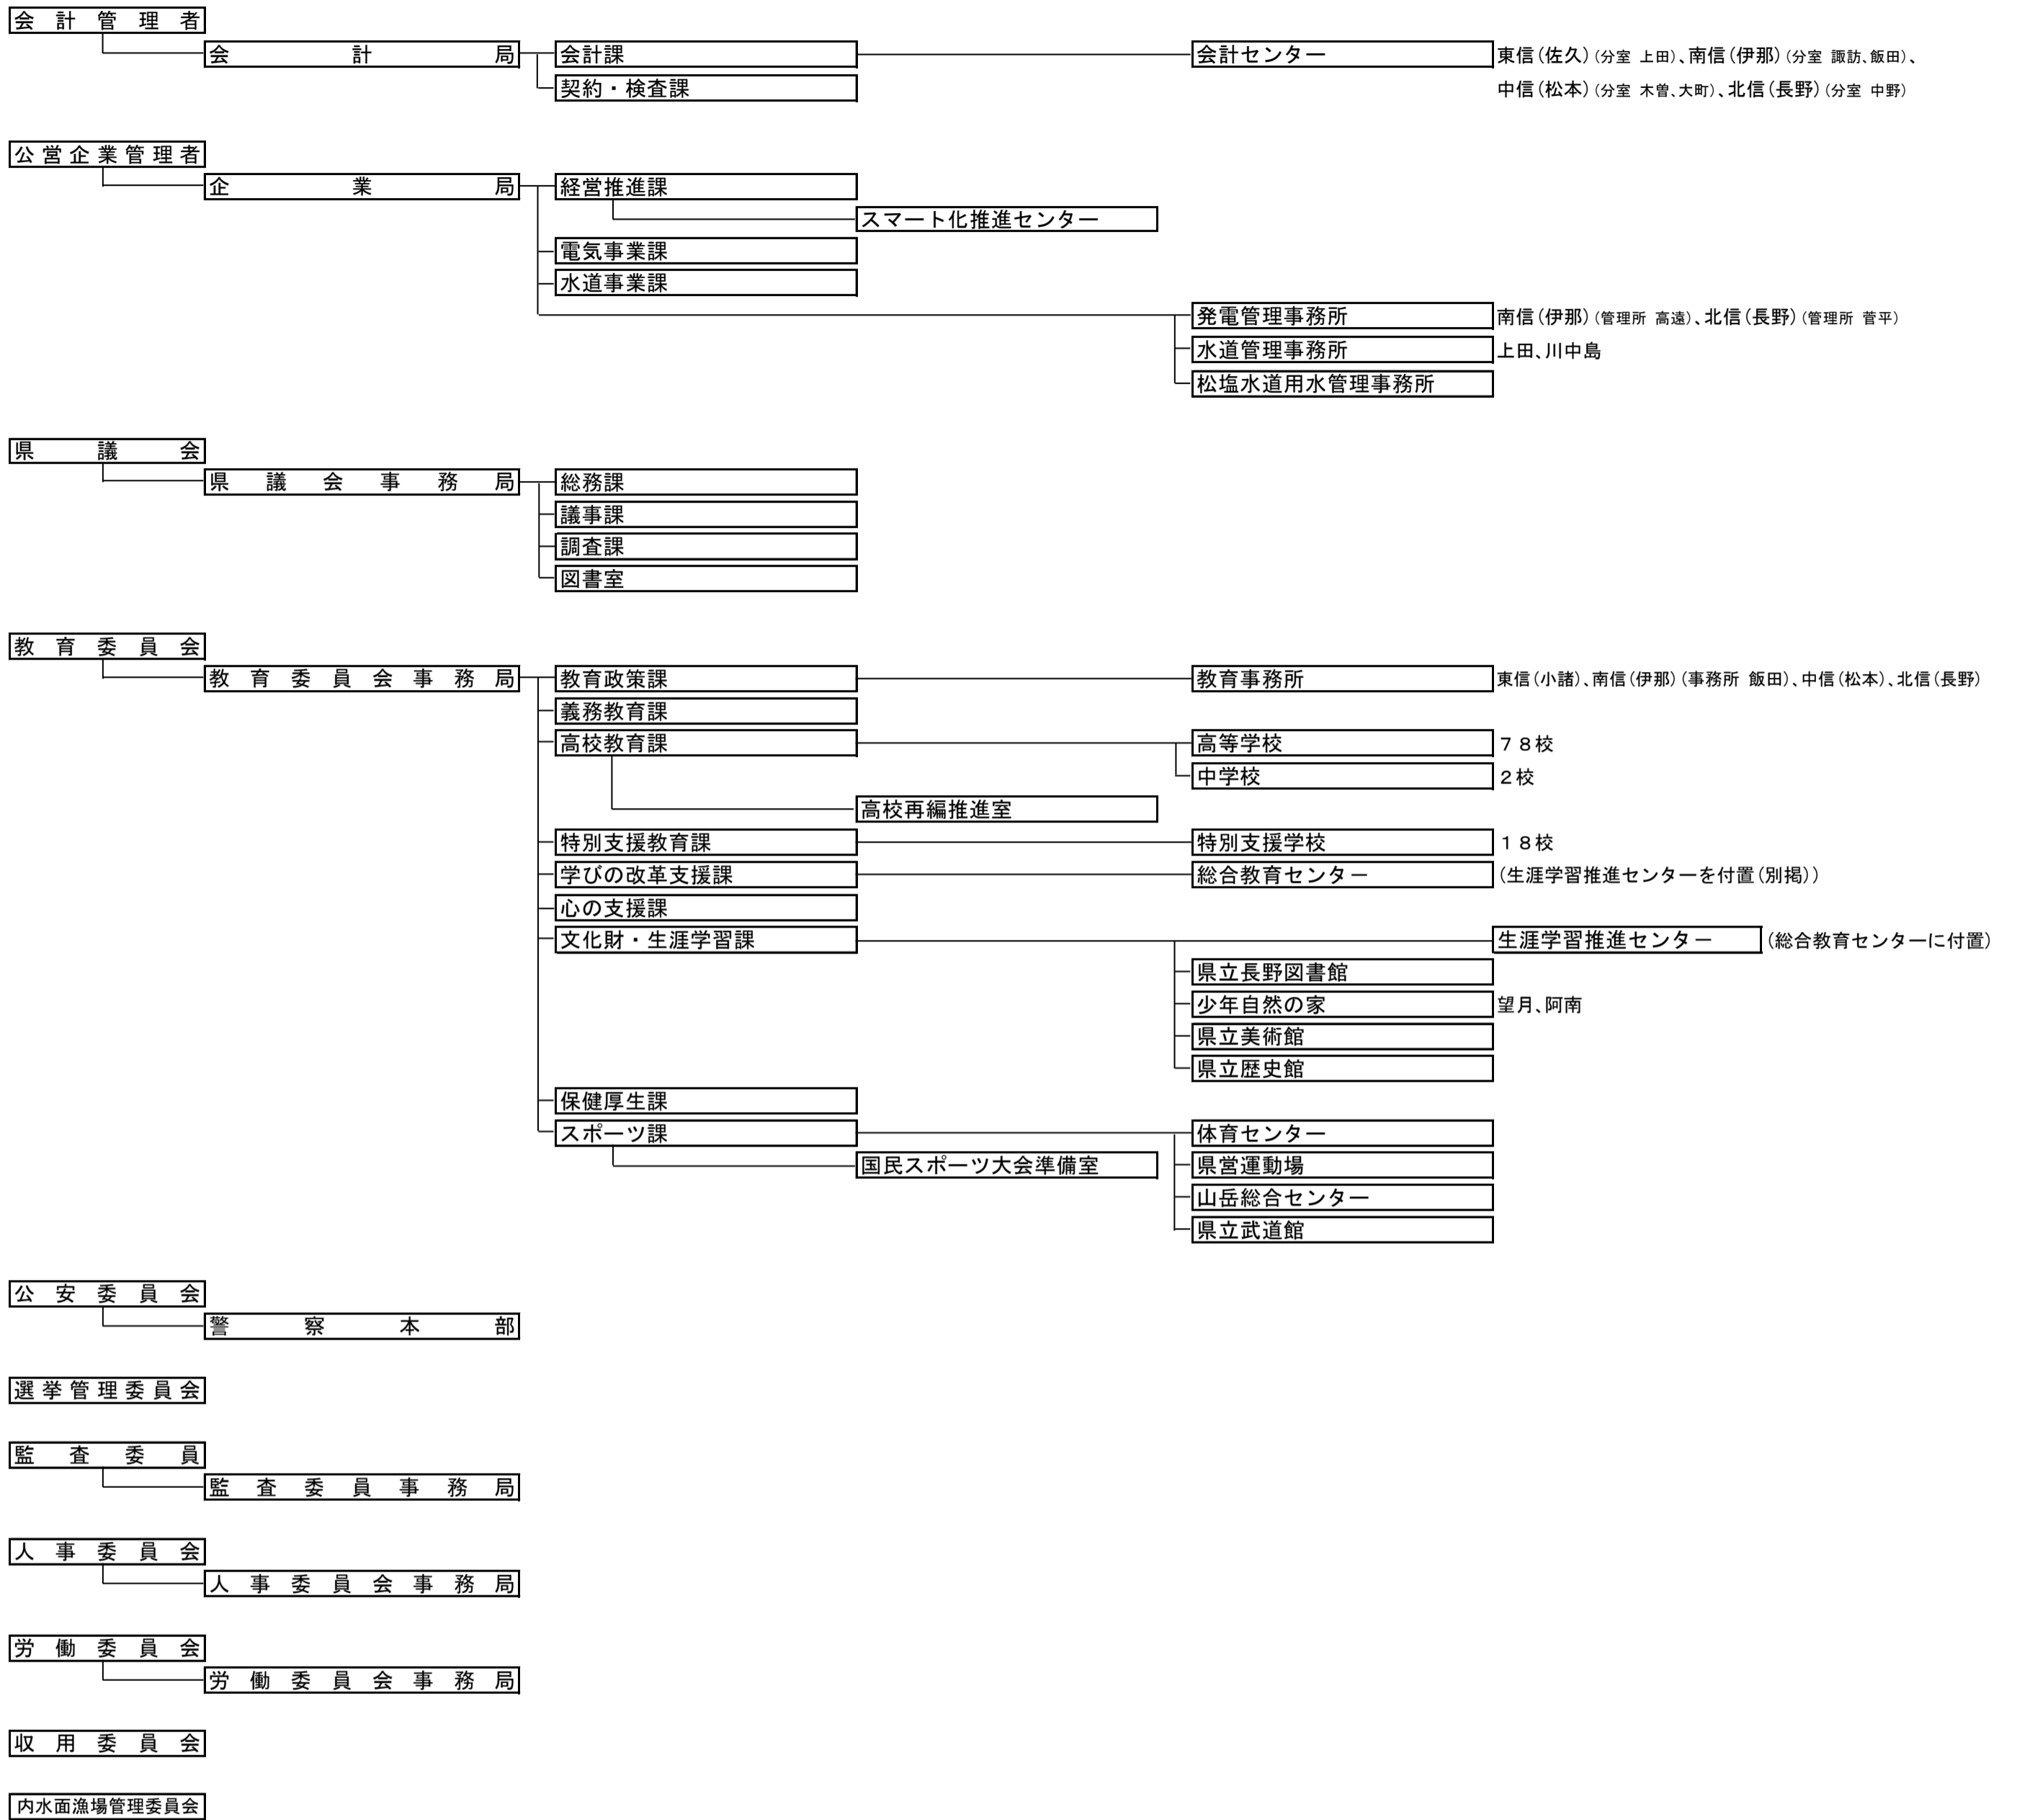 会計管理者
会計局 会計課 会計センター 東信(佐久)(分室 上田)、南信(伊那)(分室 諏訪、飯田)、
契約・検査課 中信(松本)(分室 木曽、大町)、北信(長野)(分室 中野)
公営企業管理者
企業局 経営推進課
スマート化推進センター
電気事業課
水道事業課
発電管理事務所 南信(伊那)(管理所 高遠)、北信(長野)(管理所 菅平)
水道管理事務所 上田、川中島
松塩水道用水管理事務所
県議会
県議会事務局 総務課
議事課
調査課
図書室
教育委員会
教育委員会事務局 教育政策課 教育事務所 東信(小諸)、南信(伊那)(事務所 飯田)、中信(松本)、北信(長野)
義務教育課
高校教育課 高等学校 78校
中学校 2校
高校再編推進室
特別支援教育課 特別支援学校 18校
学びの改革支援課 総合教育センター (生涯学習推進センターを付置(別掲))
心の支援課
文化財・生涯学習課 生涯学習推進センター (総合教育センターに付置)
県立長野図書館
少年自然の家 望月、阿南
県立美術館
県立歴史館
保健厚生課
スポーツ課 体育センター
国民スポーツ大会準備室 県営運動場
山岳総合センター
県立武道館
公安委員会
警察本部
選挙管理委員会
監査委員
監査委員事務局
人事委員会
人事委員会事務局
労働委員会
労働委員会事務局
収用委員会
内水面漁場管理委員会